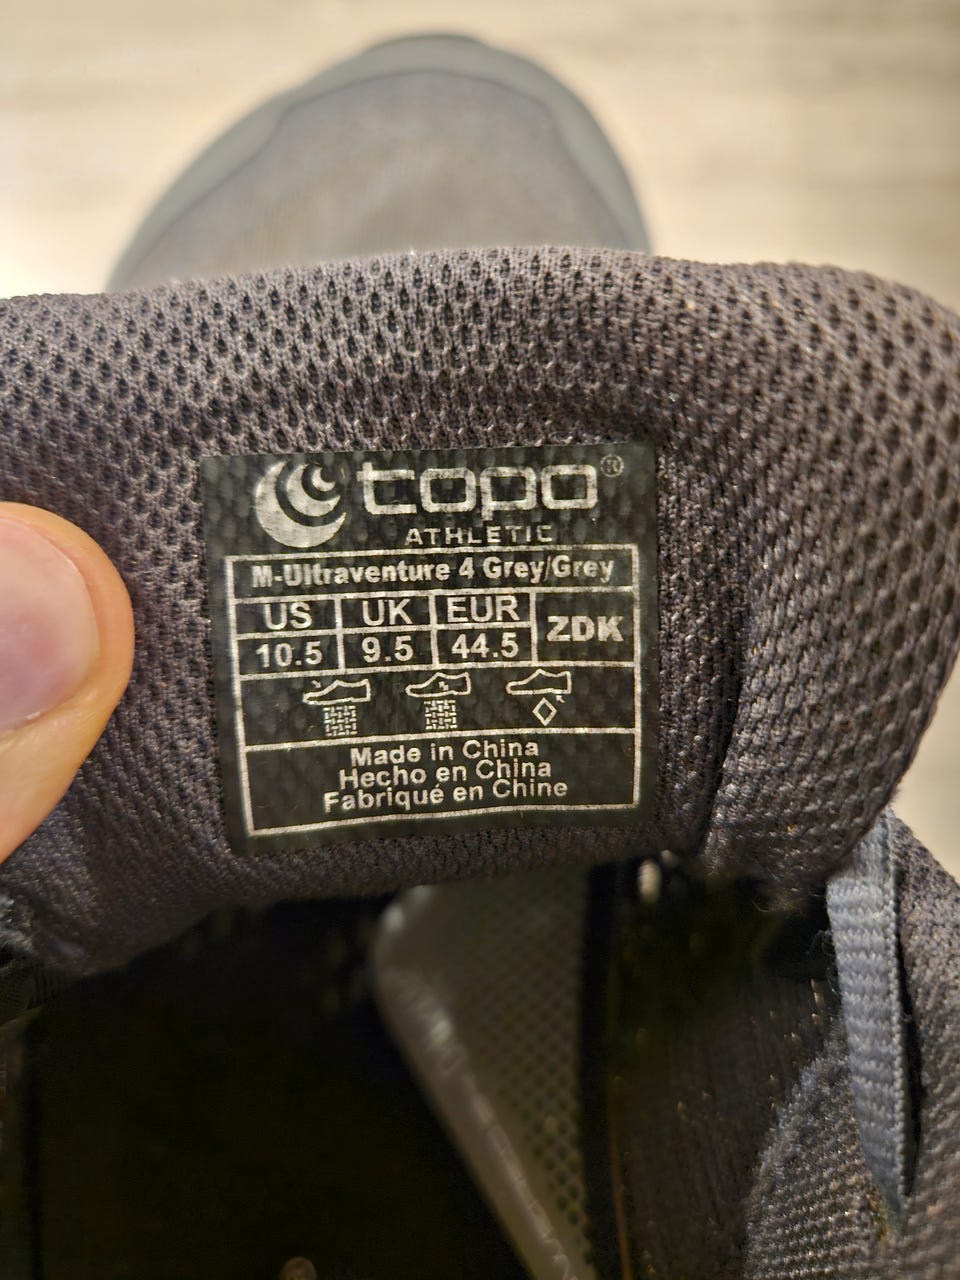 topo®
ATHLETIC
M-Ultraventure 4 Grey/Grey
US UK EUR ZDK
10.5 9.5 44.5
Made in China
Hecho en China
Fabriqué en Chine